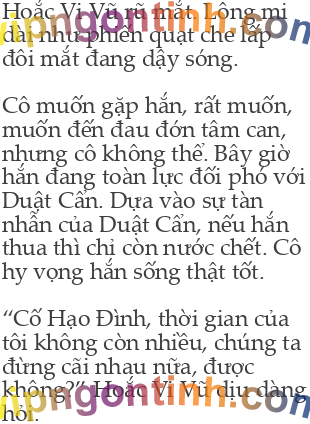 Hoắc Vi Vũ rũ mắt. Lông mi
dài như phiến quạt che lấp
đôi mắt đang dậy sóng.

Cô muốn gặp hắn, rất muốn,
muốn đến đau đớn tâm can,
nhưng cô không thể. Bây giờ
hắn đang toàn lực đối phó với
Duật Cẩn. Dựa vào sự tàn
nhẫn của Duật Cẩn, nếu hắn
thua thì chỉ còn nước chết. Cô
hy vọng hắn sống thật tốt.

“Cố Hạo Đình, thời gian của
tôi không còn nhiều, chúng ta
đừng cãi nhau nữa, được
không?” Hoắc Vi Vũ dịu dàng
hỏi.
vipngontinh.com
vipngontinh.com